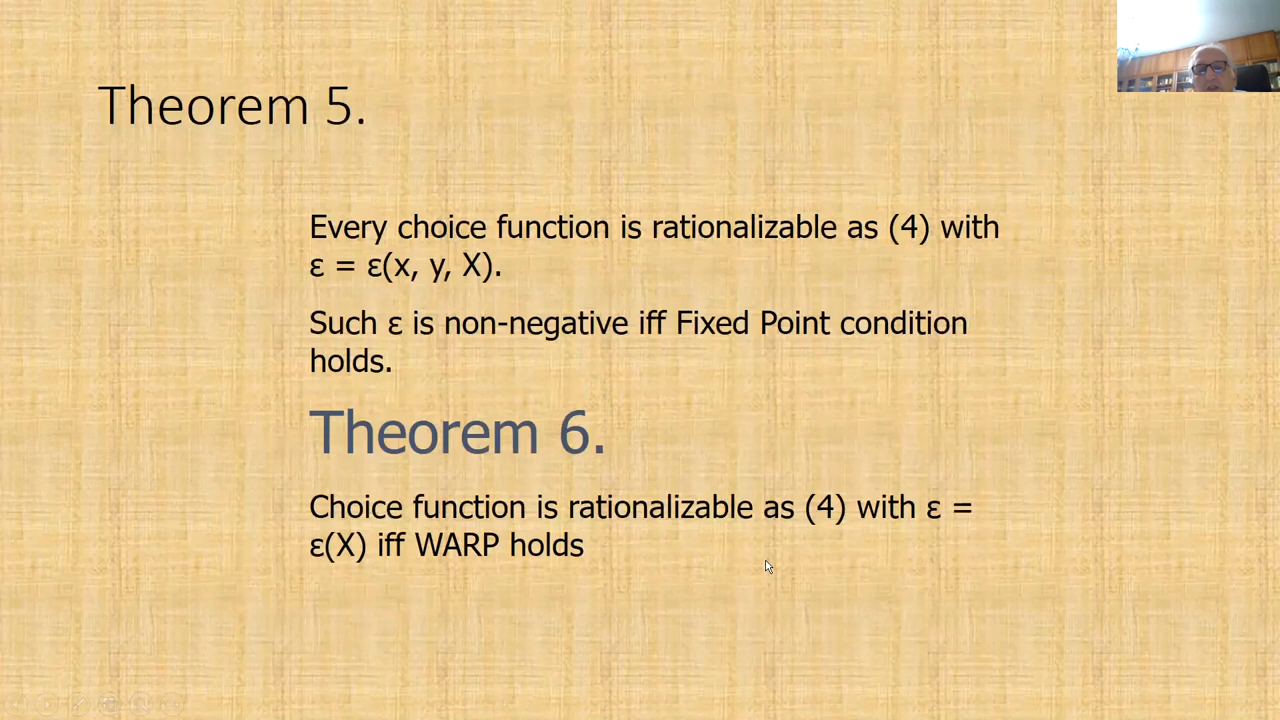 Theorem 5.
Every choice function is rationalizable as (4) with
ε = ε(x, y, X).
Such ε is non-negative iff Fixed Point condition
holds.
Theorem 6.
Choice function is rationalizable as (4) with ε =
ε(X) iff WARP holds